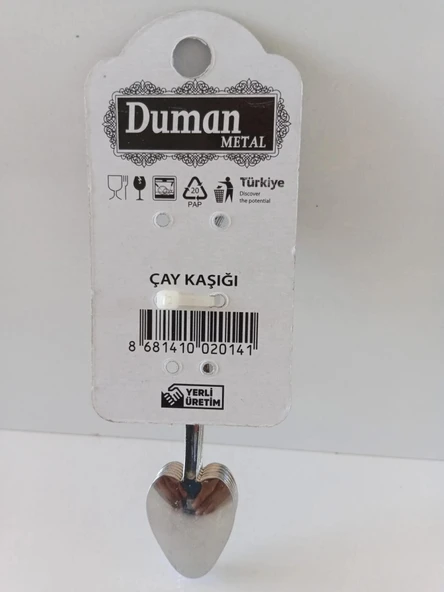 Duman
METAL
Türkiye
Discover
the potential
20
PAP
ÇAY KAŞIĞI
8 681410 020141
YERLİ
ÜRETİM